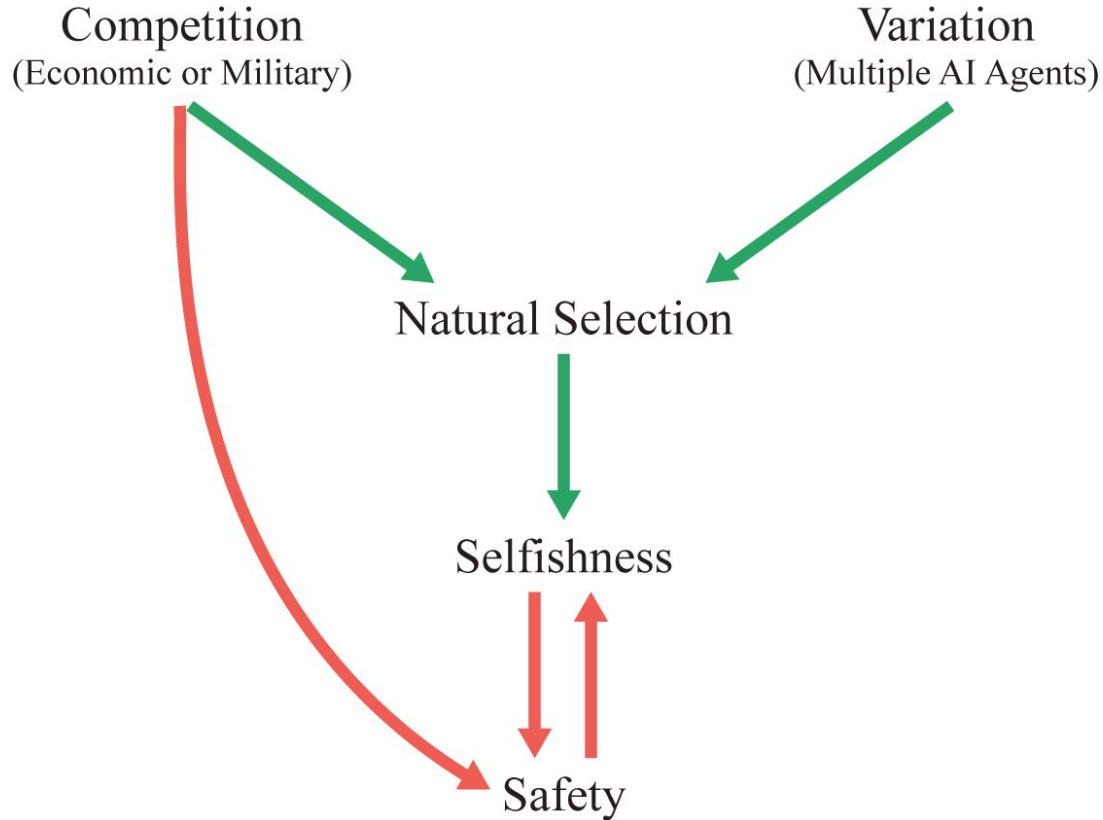 Competition
(Economic or Military)
Variation
(Multiple AI Agents)
Natural Selection
Selfishness
Safety